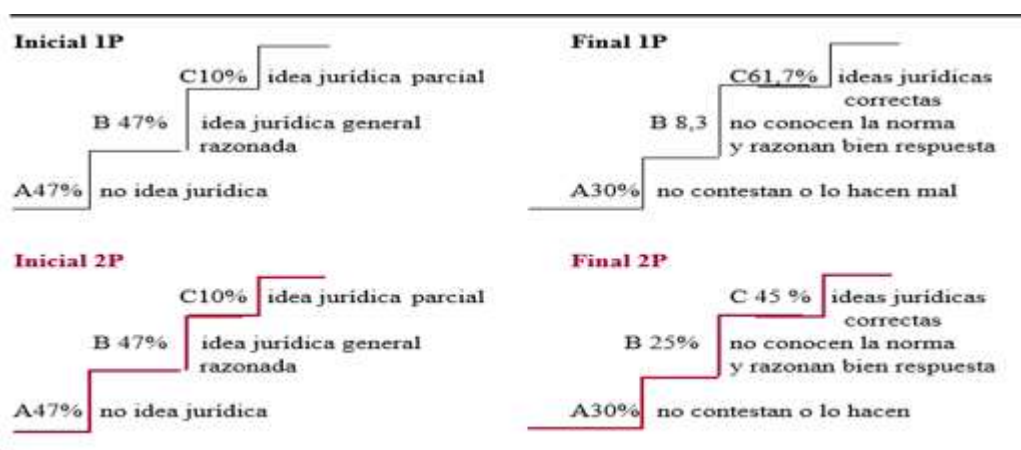 Inicial 1P
C10% idea jurídica parcial
B 47% idea jurídica general
razonada
A47% no idea jurídica
Final 1P
C61,7% ideas jurídicas
correctas
B 8,3 no conocen la norma
y razonan bien respuesta
A30% no contestan o lo hacen mal
Inicial 2P
C10% idea jurídica parcial
B 47% idea jurídica general
razonada
A47% no idea jurídica
Final 2P
C 45 % ideas jurídicas
correctas
B 25% no conocen la norma
y razonan bien respuesta
A30% no contestan o lo hacen